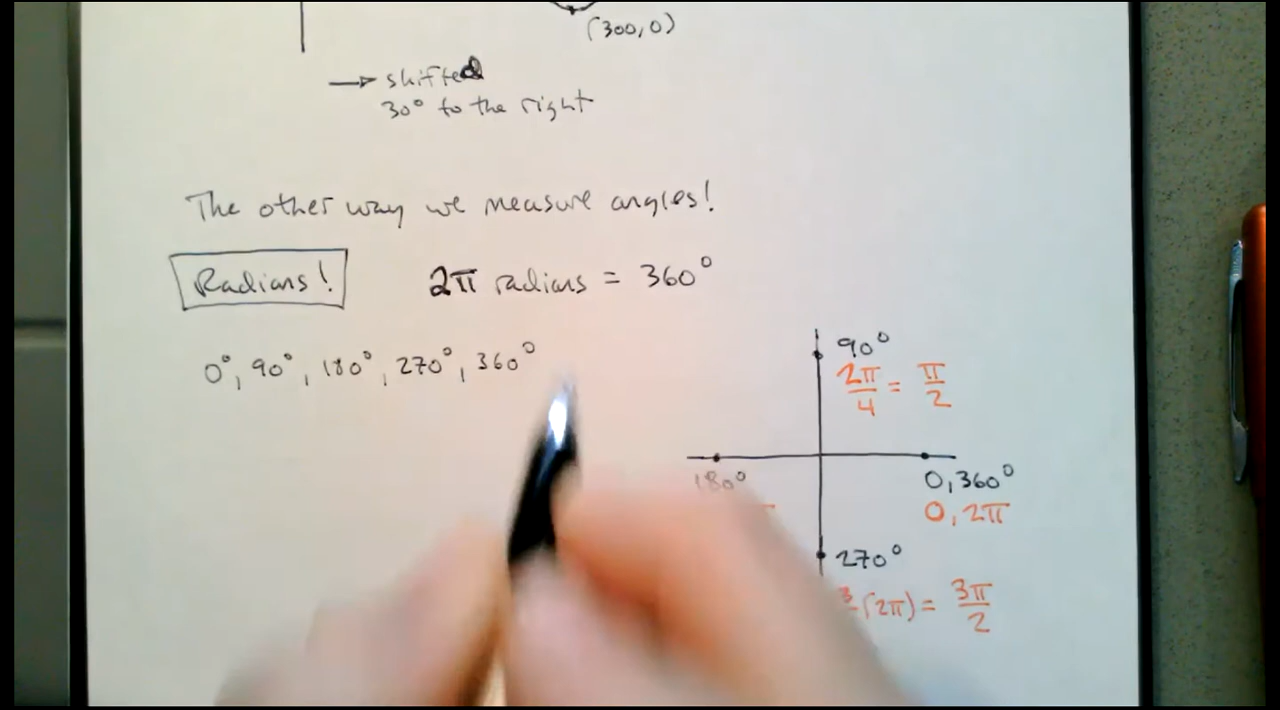 (300,0)
→ shifted
30° to the right
The other way we measure angles!
Radians!
2π radians = 360°
0°, 90°, 180°, 270°, 360°
90°
2π/4 = π/2
180°
0, 360°
0, 2π
270°
(2π) = 3π/2